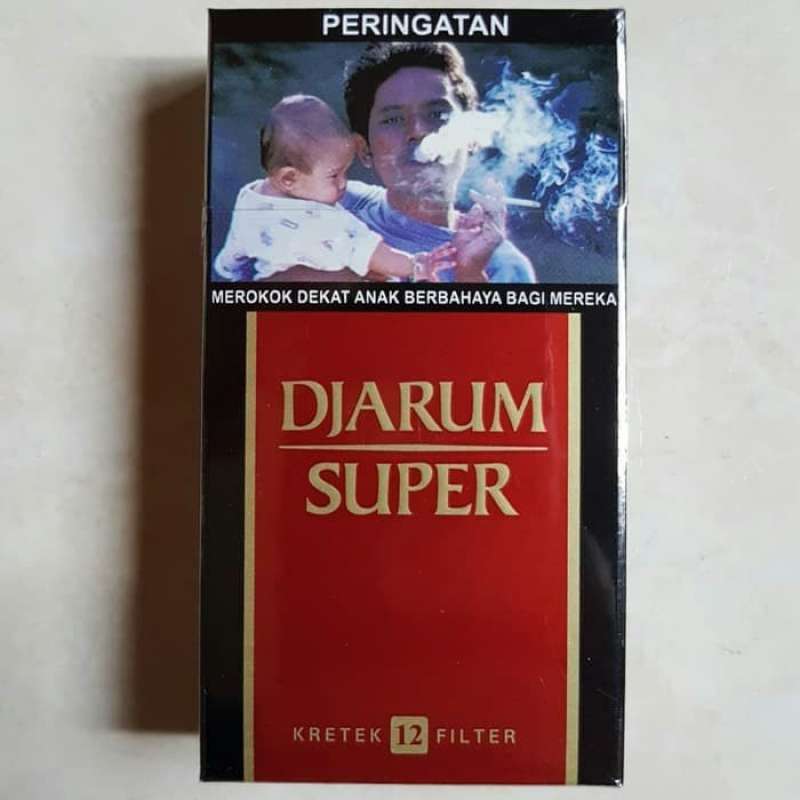 PERINGATAN
MEROKOK DEKAT ANAK BERBAHAYA BAGI MEREKA
DJARUM
SUPER
KRETEK 12 FILTER